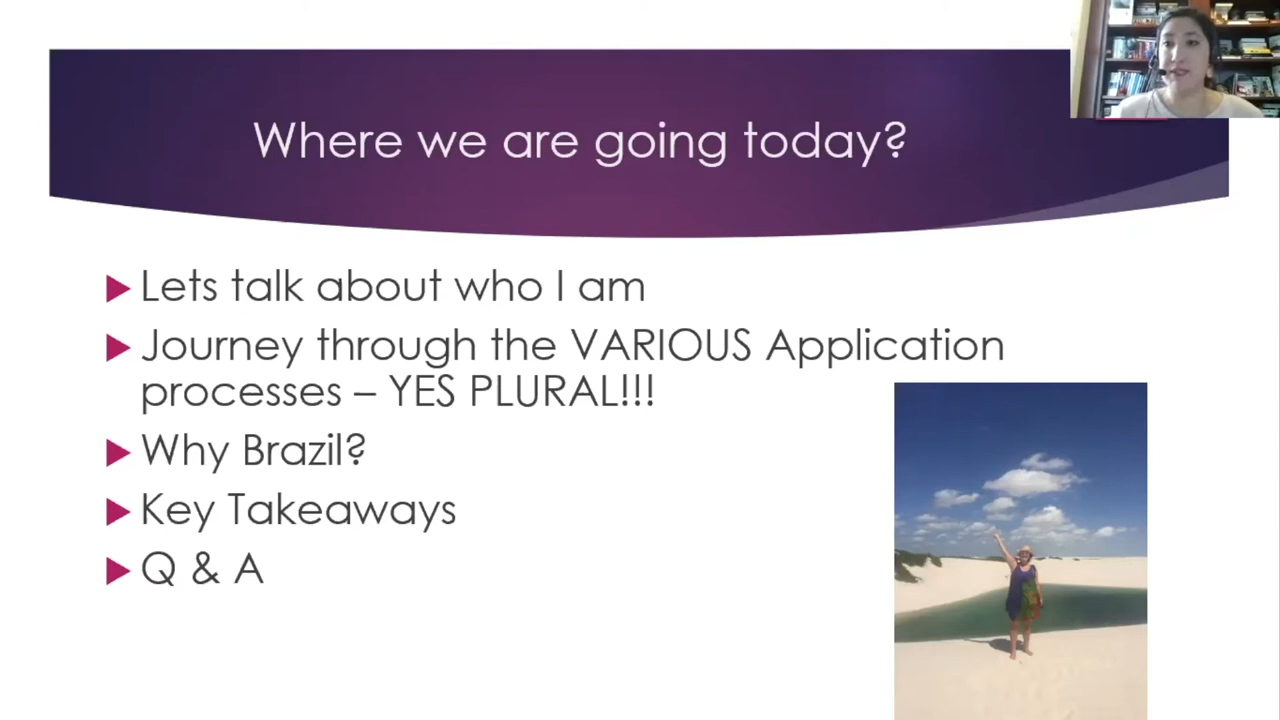 Where we are going today?
Lets talk about who I am
Journey through the VARIOUS Application
processes – YES PLURAL!!!
Why Brazil?
Key Takeaways
Q & A